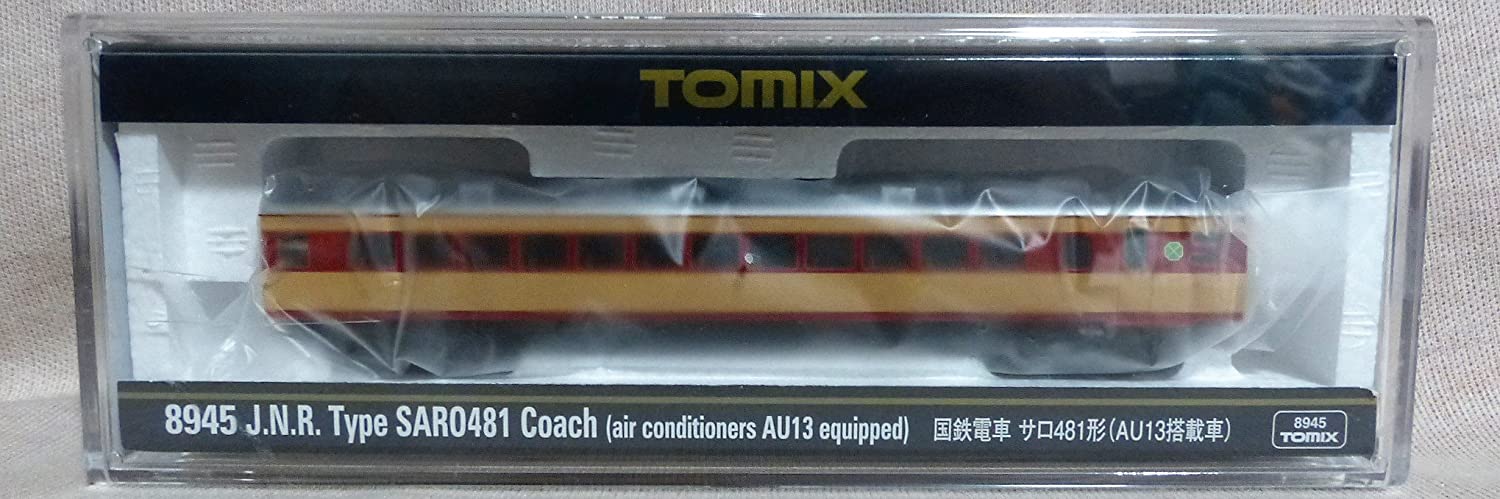 TOMIX
8945 J.N.R. Type SARO481 Coach (air conditioners AU13 equipped) 国鉄電車 サロ481形(AU13搭載車)
8945
TOMIX